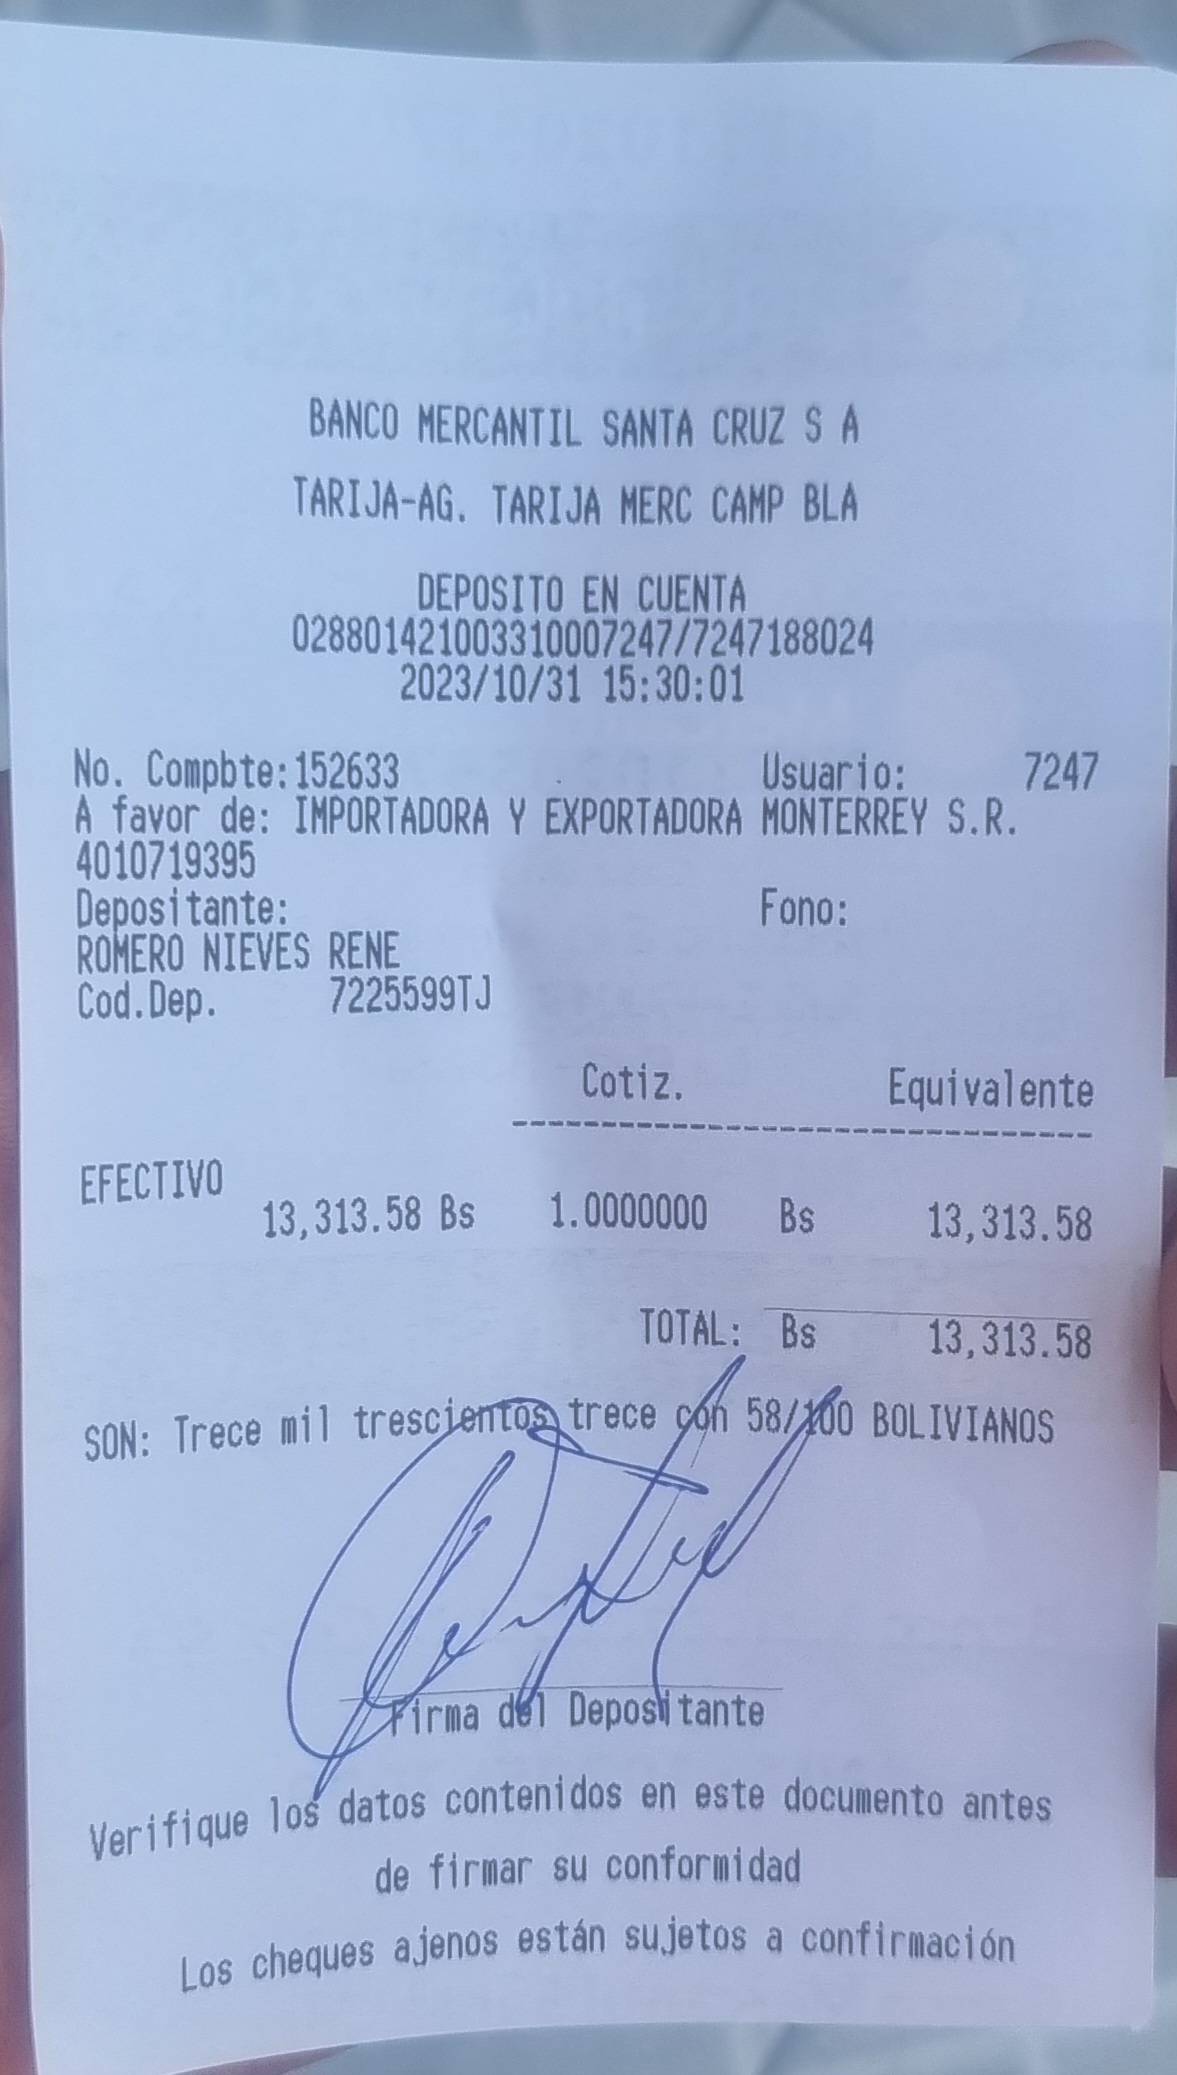 BANCO MERCANTIL SANTA CRUZ S A
TARIJA-AG. TARIJA MERC CAMP BLA
DEPOSITO EN CUENTA
028801421003310007247/7247188024
2023/10/31 15:30:01
No. Compbte:152633 Usuario: 7247
A favor de: IMPORTADORA Y EXPORTADORA MONTERREY S.R.
4010719395
Depositante: Fono:
ROMERO NIEVES RENE
Cod.Dep. 7225599TJ
Cotiz. Equivalente
EFECTIVO
13,313.58 Bs 1.0000000 Bs 13,313.58
TOTAL: Bs 13,313.58
SON: Trece mil trescientos trece con 58/100 BOLIVIANOS
Firma del Depositante
Verifique los datos contenidos en este documento antes
de firmar su conformidad
Los cheques ajenos están sujetos a confirmación